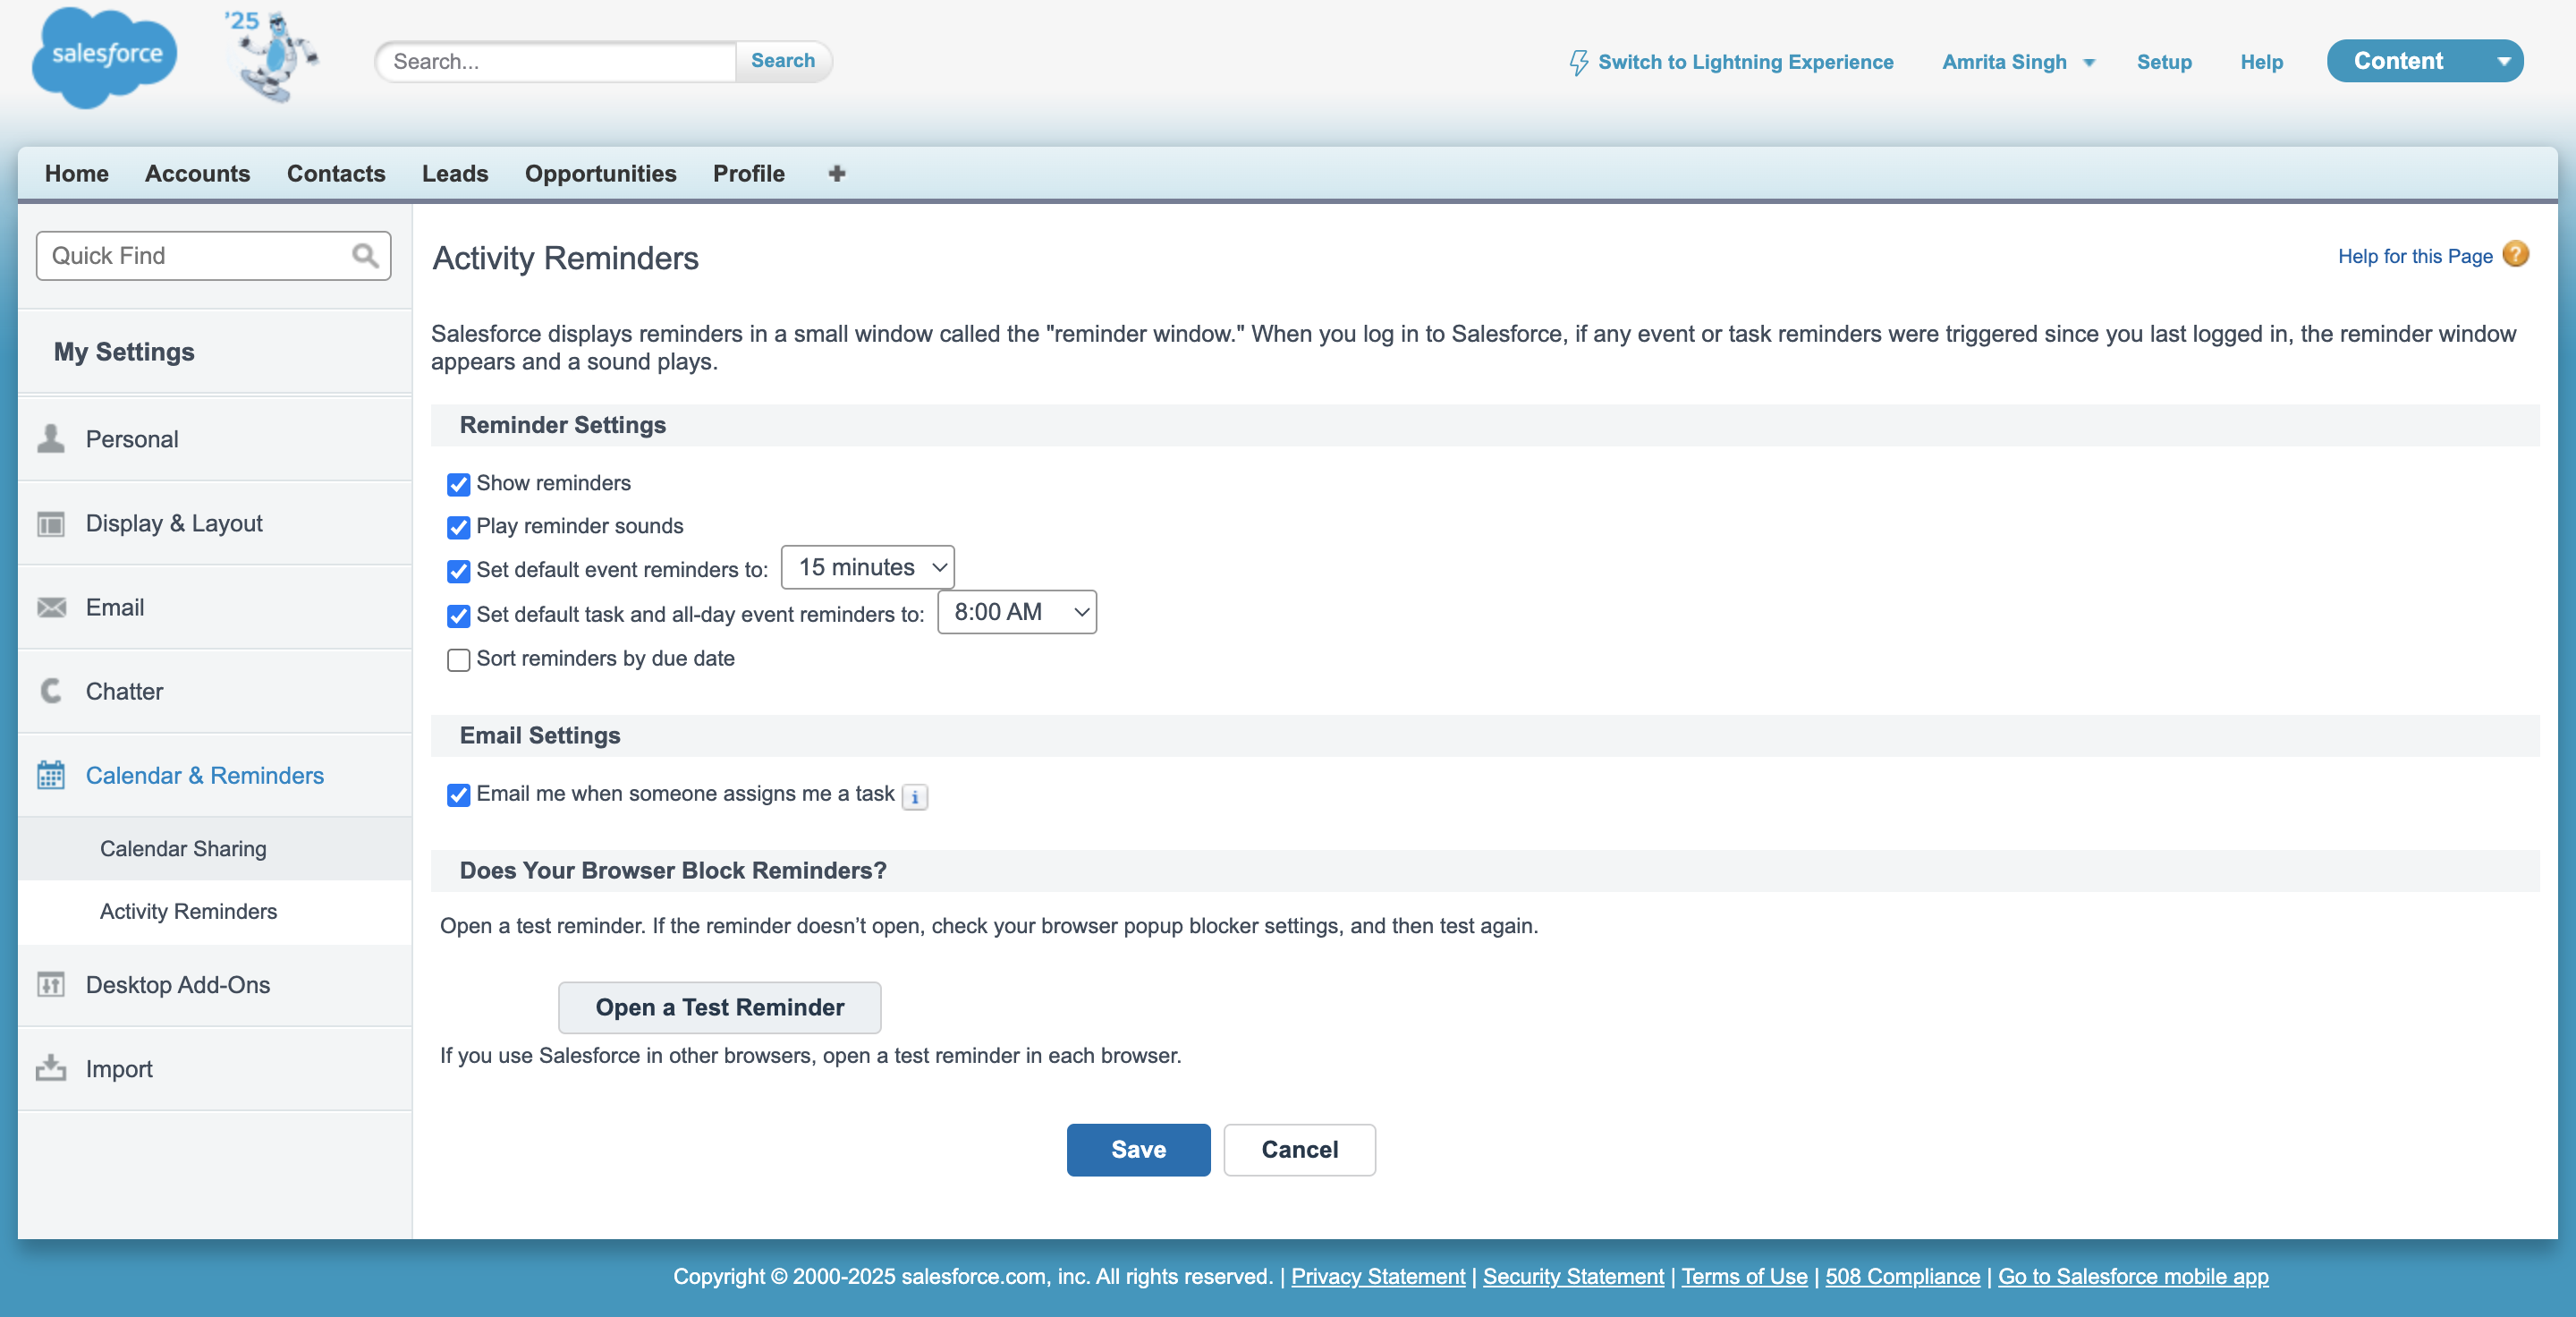 salesforce
'25
Search...
Search
Switch to Lightning Experience
Amrita Singh
Setup
Help
Content
Home
Accounts
Contacts
Leads
Opportunities
Profile
Quick Find
My Settings
Personal
Display & Layout
Email
Chatter
Calendar & Reminders
Calendar Sharing
Activity Reminders
Desktop Add-Ons
Import
Activity Reminders
Help for this Page
Salesforce displays reminders in a small window called the "reminder window." When you log in to Salesforce, if any event or task reminders were triggered since you last logged in, the reminder window
appears and a sound plays.
Reminder Settings
Show reminders
Play reminder sounds
Set default event reminders to: 15 minutes
Set default task and all-day event reminders to: 8:00 AM
Sort reminders by due date
Email Settings
Email me when someone assigns me a task
Does Your Browser Block Reminders?
Open a test reminder. If the reminder doesn’t open, check your browser popup blocker settings, and then test again.
Open a Test Reminder
If you use Salesforce in other browsers, open a test reminder in each browser.
Save
Cancel
Copyright © 2000-2025 salesforce.com, inc. All rights reserved. | Privacy Statement | Security Statement | Terms of Use | 508 Compliance | Go to Salesforce mobile app